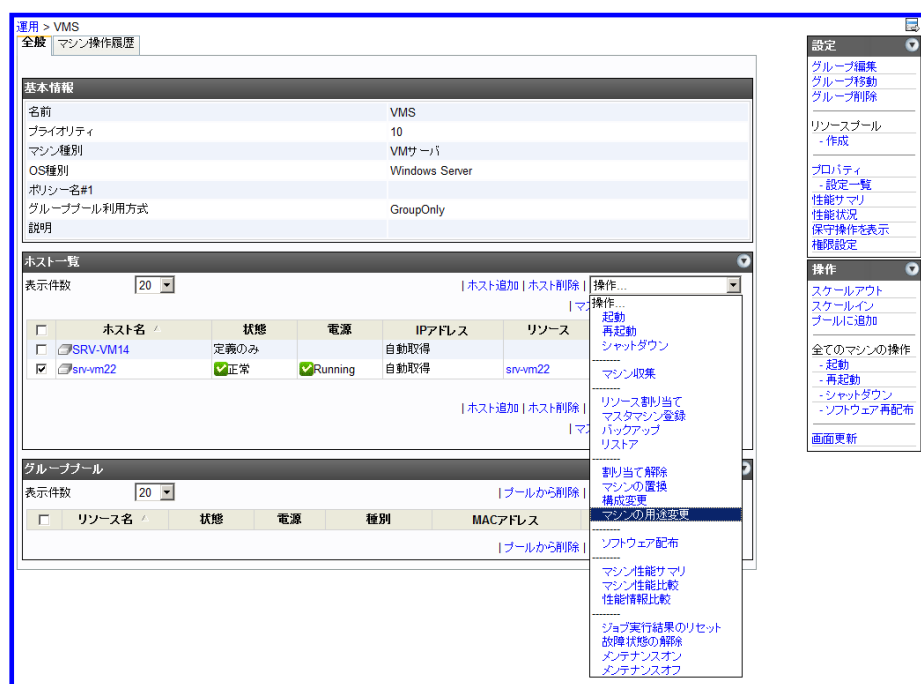 運用 > VMS
全般 マシン操作履歴
基本情報
名前 VMS
プライオリティ 10
マシン種別 VMサーバ
OS種別 Windows Server
ポリシー名#1
グループプール利用方式 GroupOnly
説明
ホスト一覧
表示件数 20 | ホスト追加 | ホスト削除 | 操作...
| マ
ホスト名 状態 電源 IPアドレス リソース
SRV-VM14 定義のみ 自動取得
srv-vm22 正常 Running 自動取得 srv-vm22
| ホスト追加 | ホスト削除 |
| マ
グループプール
表示件数 20 | プールから削除 |
リソース名 状態 電源 種別 MACアドレス
| プールから削除 |
操作...
起動
再起動
シャットダウン
--------
マシン収集
--------
リソース割り当て
マスタマシン登録
バックアップ
リストア
--------
割り当て解除
マシンの置換
構成変更
マシンの用途変更
--------
ソフトウェア配布
--------
マシン性能サマリ
マシン性能比較
性能情報比較
--------
ジョブ実行結果のリセット
故障状態の解除
メンテナンスオン
メンテナンスオフ
設定
グループ編集
グループ移動
グループ削除
リソースプール
- 作成
プロパティ
- 設定一覧
性能サマリ
性能状況
保守操作を表示
権限設定
操作
スケールアウト
スケールイン
プールに追加
全てのマシンの操作
- 起動
- 再起動
- シャットダウン
- ソフトウェア再配布
画面更新